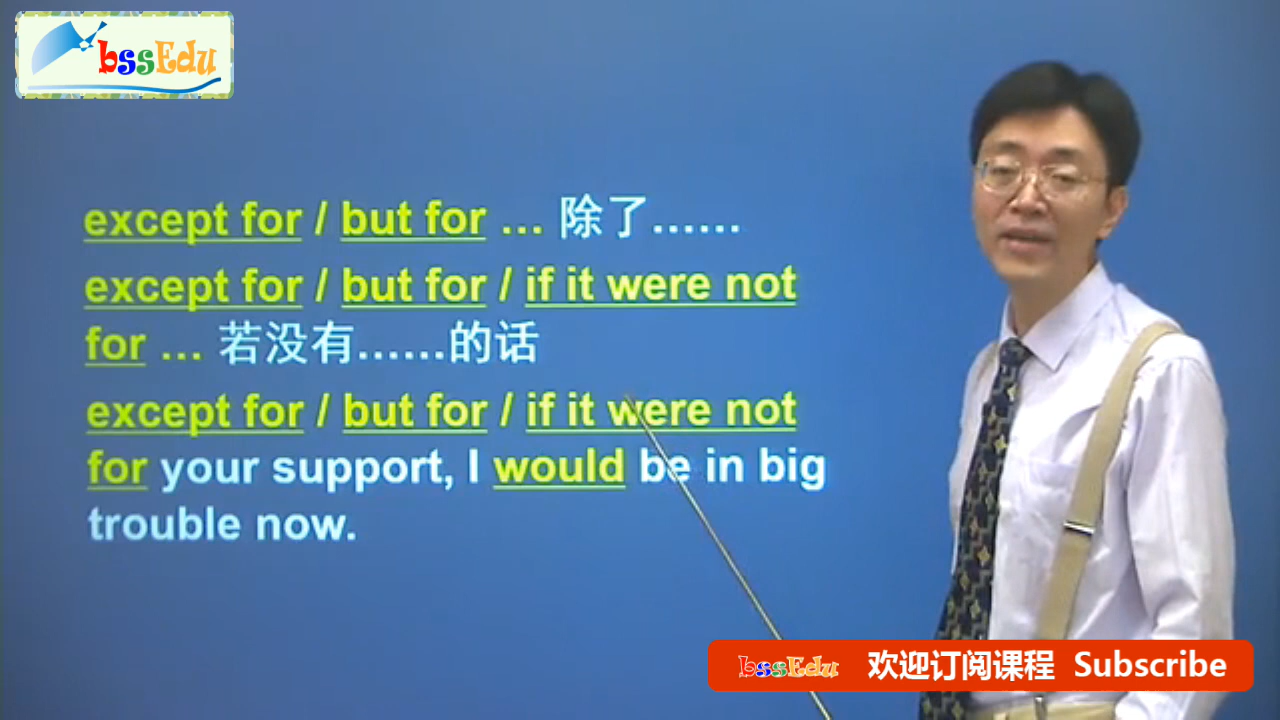 bssEdu
except for / but for … 除了……
except for / but for / if it were not
for … 若没有……的话
except for / but for / if it were not
for your support, I would be in big
trouble now.
bssEdu 欢迎订阅课程 Subscribe